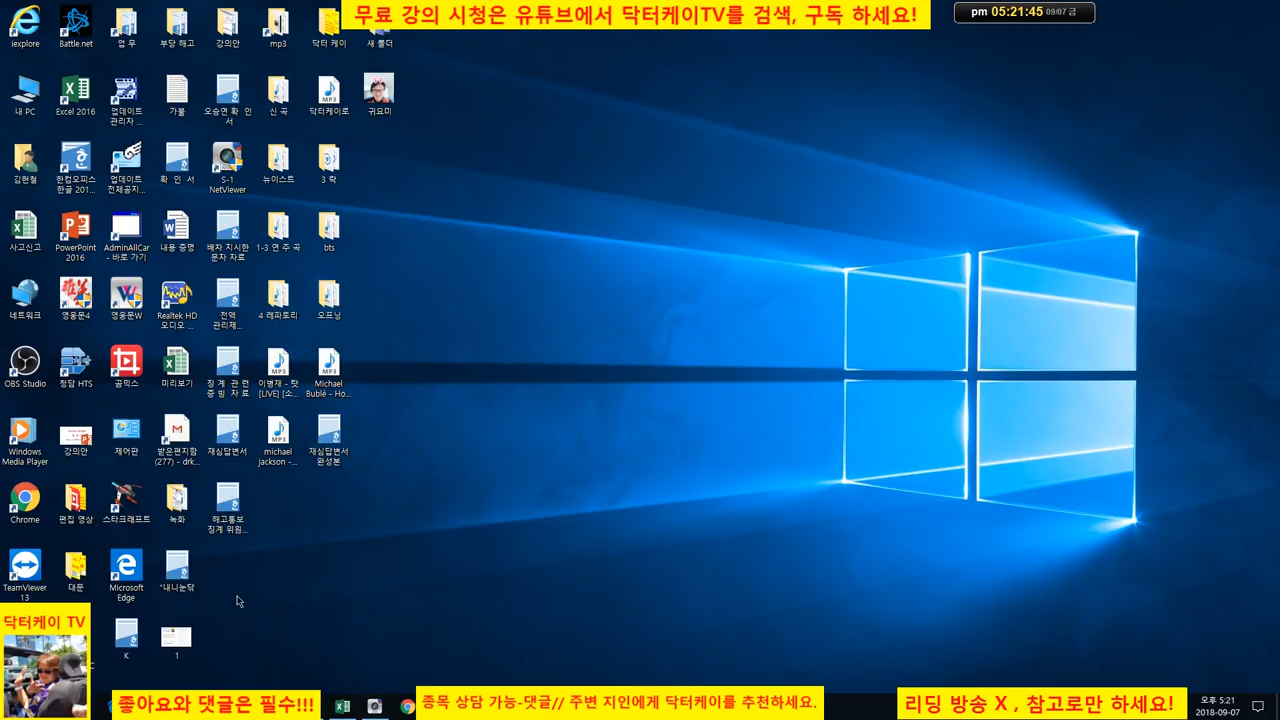 무료 강의 시청은 유튜브에서 닥터케이TV를 검색, 구독 하세요!
pm 05:21:45 09/07 금
iexplore
Battle.net
업 무
부당 해고
강의안
mp3
닥터 케이
새 폴더
내 PC
Excel 2016
업데이트
관리자 ...
가불
오승연 확 인
서
신 곡
닥터케이로
귀요미
김현철
한컴오피스
한글 201...
업데이트
전체공지...
확 인 서
S-1
NetViewer
뉴이스트
3 락
사고신고
PowerPoint
2016
AdminAllCar
- 바로 가기
내용 증명
배차 지시한
문자 자료
1-3 연 주 곡
bts
네트워크
영웅문4
영웅문W
Realtek HD
오디오 ...
전액
관리제...
4 레파토리
오프닝
OBS Studio
청담 HTS
곰믹스
미리보기
징 계 관 련
증 빙 자 료
이병재 - 탓
[LIVE] [소...
Michael
Bublé - Ho...
Windows
Media Player
강의안
제어판
받은편지함
(277) - drk...
재심답변서
michael
jackson -...
재심답변서
완성본
Chrome
편집 영상
스타크래프트
녹화
해고통보
징계 위원...
TeamViewer
13
대문
Microsoft
Edge
"내니눈닦
닥터케이 TV
K
1
좋아요와 댓글은 필수!!!
종목 상담 가능-댓글// 주변 지인에게 닥터케이를 추천하세요.
리딩 방송 X , 참고로만 하세요!
오후 5:21
2018-09-07